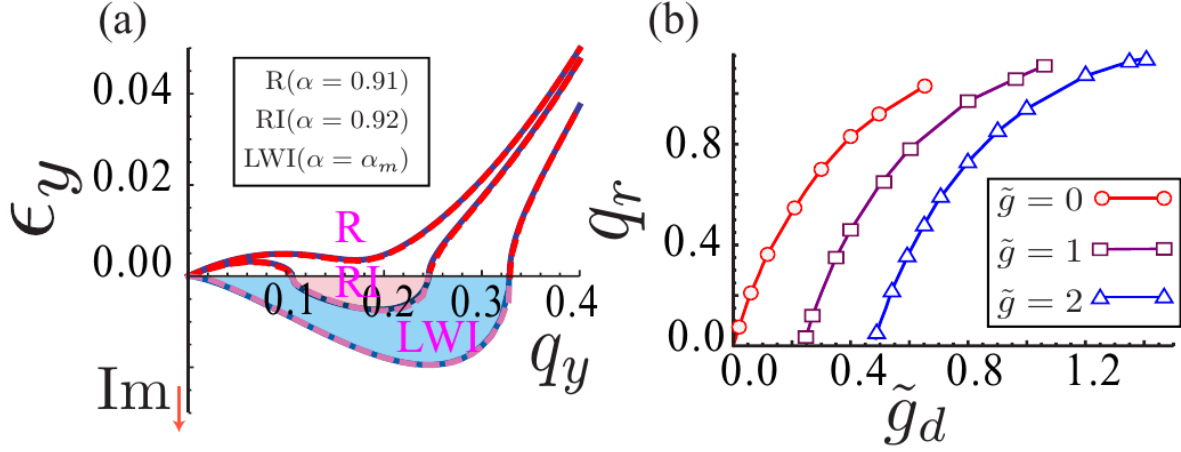 (a)
ϵ_y
0.04
0.02
0.00
R(α = 0.91)
RI(α = 0.92)
LWI(α = α_m)
R
RI
LWI
0.1
0.2
0.3
0.4
q_y
Im
(b)
q_r
0.8
0.4
0.0
0.0
0.4
0.8
1.2
g̃_d
g̃ = 0
g̃ = 1
g̃ = 2